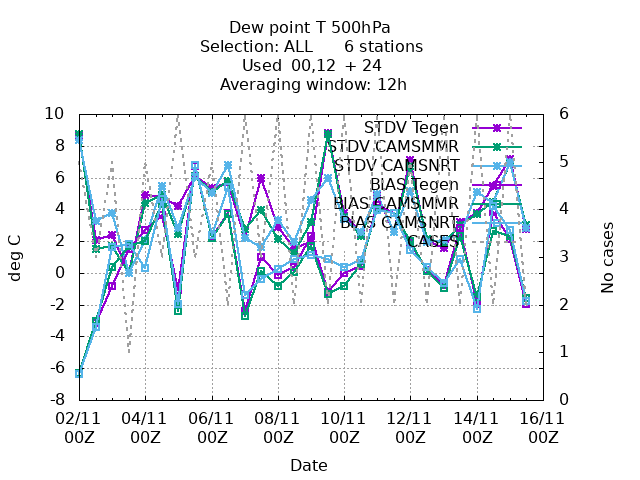 Dew point T 500hPa
Selection: ALL 6 stations
Used 00,12 + 24
Averaging window: 12h
10 6
STDV Tegen
8
STDV CAMSMMR
5
STDV CAMSNRT
6
BIAS Tegen
BIAS CAMSMMR
4 4
BIAS CAMSNRT
2 CASES
3
deg C No cases
0
-2 2
-4
1
-6
-8 0
02/11 04/11 06/11 08/11 10/11 12/11 14/11 16/11
00Z 00Z 00Z 00Z 00Z 00Z 00Z 00Z
Date